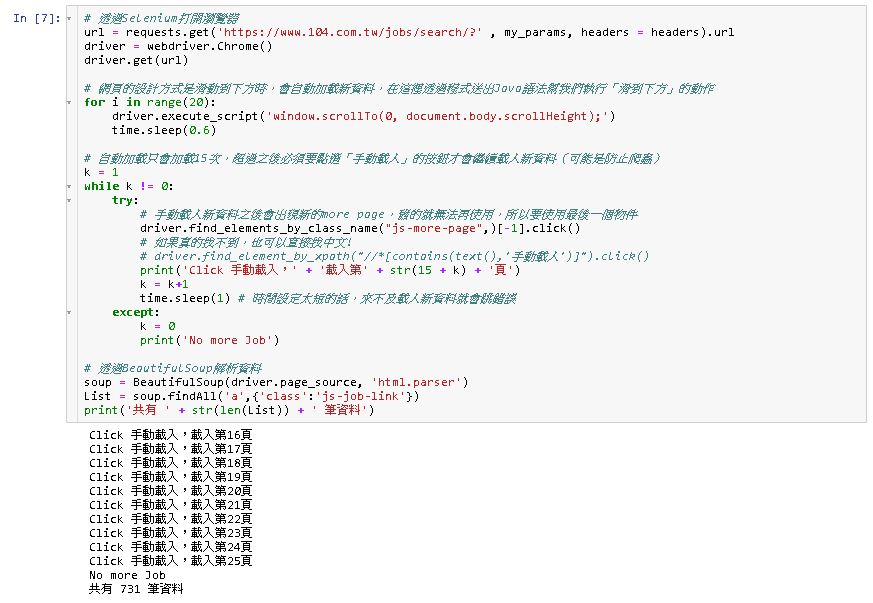 In [7]:
# 透過Selenium打開瀏覽器
url = requests.get('https://www.104.com.tw/jobs/search/?' , my_params, headers = headers).url
driver = webdriver.Chrome()
driver.get(url)
# 網頁的設計方式是滑動到下方時，會自動加載新資料，在這裡透過程式送出Java語法幫我們執行「滑到下方」的動作
for i in range(20):
driver.execute_script('window.scrollTo(0, document.body.scrollHeight);')
time.sleep(0.6)
# 自動加載只會加載15次，超過之後必須要點選「手動載入」的按鈕才會繼續載入新資料（可能是防止爬蟲）
k = 1
while k != 0:
try:
# 手動載入新資料之後會出現新的more page，舊的就無法再使用，所以要使用最後一個物件
driver.find_elements_by_class_name("js-more-page",)[-1].click()
# 如果真的找不到，也可以直接找中文!
# driver.find_element_by_xpath("//*[contains(text(),'手動載入')]").click()
print('Click 手動載入，' + '載入第' + str(15 + k) + '頁')
k = k+1
time.sleep(1) # 時間設定太短的話，來不及載入新資料就會跳錯誤
except:
k = 0
print('No more Job')
# 透過BeautifulSoup解析資料
soup = BeautifulSoup(driver.page_source, 'html.parser')
List = soup.findAll('a',{'class':'js-job-link'})
print('共有 ' + str(len(List)) + ' 筆資料')
Click 手動載入，載入第16頁
Click 手動載入，載入第17頁
Click 手動載入，載入第18頁
Click 手動載入，載入第19頁
Click 手動載入，載入第20頁
Click 手動載入，載入第21頁
Click 手動載入，載入第22頁
Click 手動載入，載入第23頁
Click 手動載入，載入第24頁
Click 手動載入，載入第25頁
No more Job
共有 731 筆資料